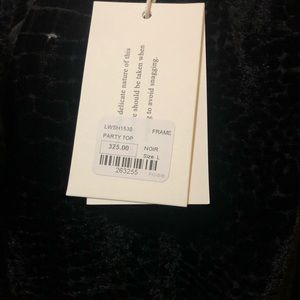 delicate nature of this
e should be taken when
g to avoid snagging.
LWSH1530 FRAME
PARTY TOP
325.00 NOIR
Size: L
263255